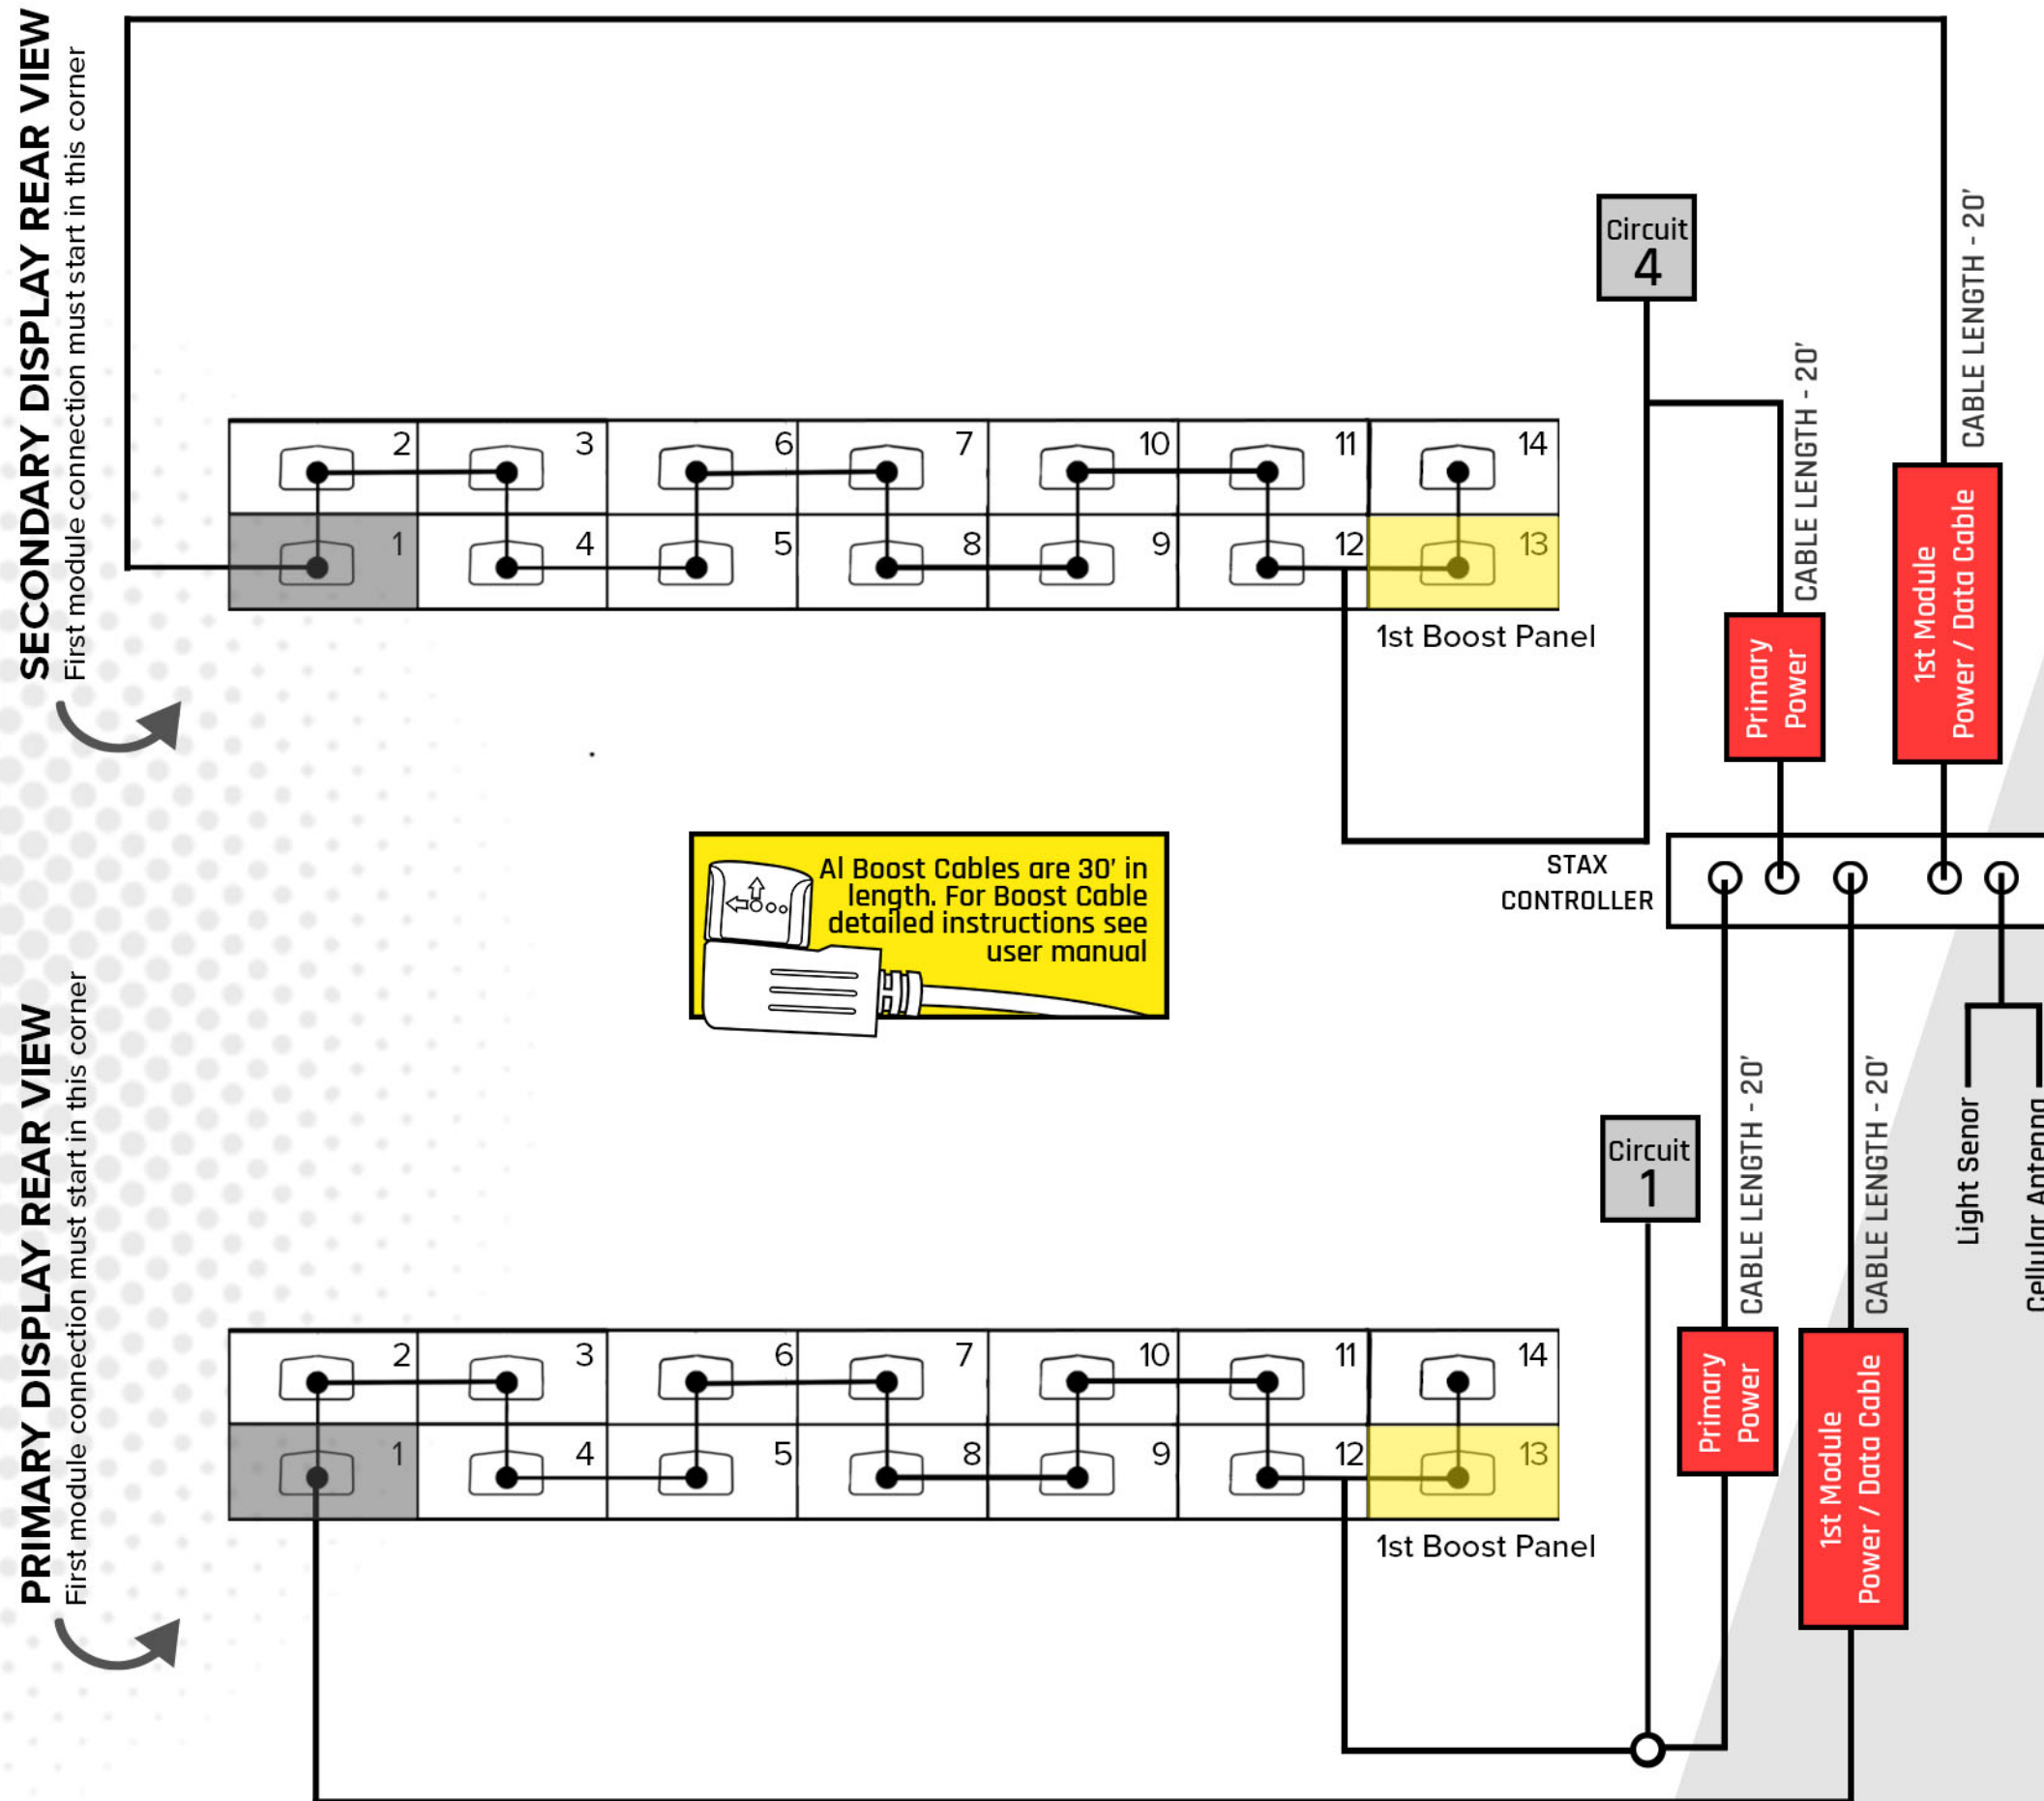 SECONDARY DISPLAY REAR VIEW
First module connection must start in this corner
Circuit
4
CABLE LENGTH - 20'
CABLE LENGTH - 20'
2
3
6
7
10
11
14
1
4
5
8
9
12
13
1st Boost Panel
Primary
Power
1st Module
Power / Data Cable
Al Boost Cables are 30' in
length. For Boost Cable
detailed instructions see
user manual
STAX
CONTROLLER
PRIMARY DISPLAY REAR VIEW
First module connection must start in this corner
Circuit
1
CABLE LENGTH - 20'
CABLE LENGTH - 20'
Light Senor
Cellular Antenna
2
3
6
7
10
11
14
1
4
5
8
9
12
13
1st Boost Panel
Primary
Power
1st Module
Power / Data Cable